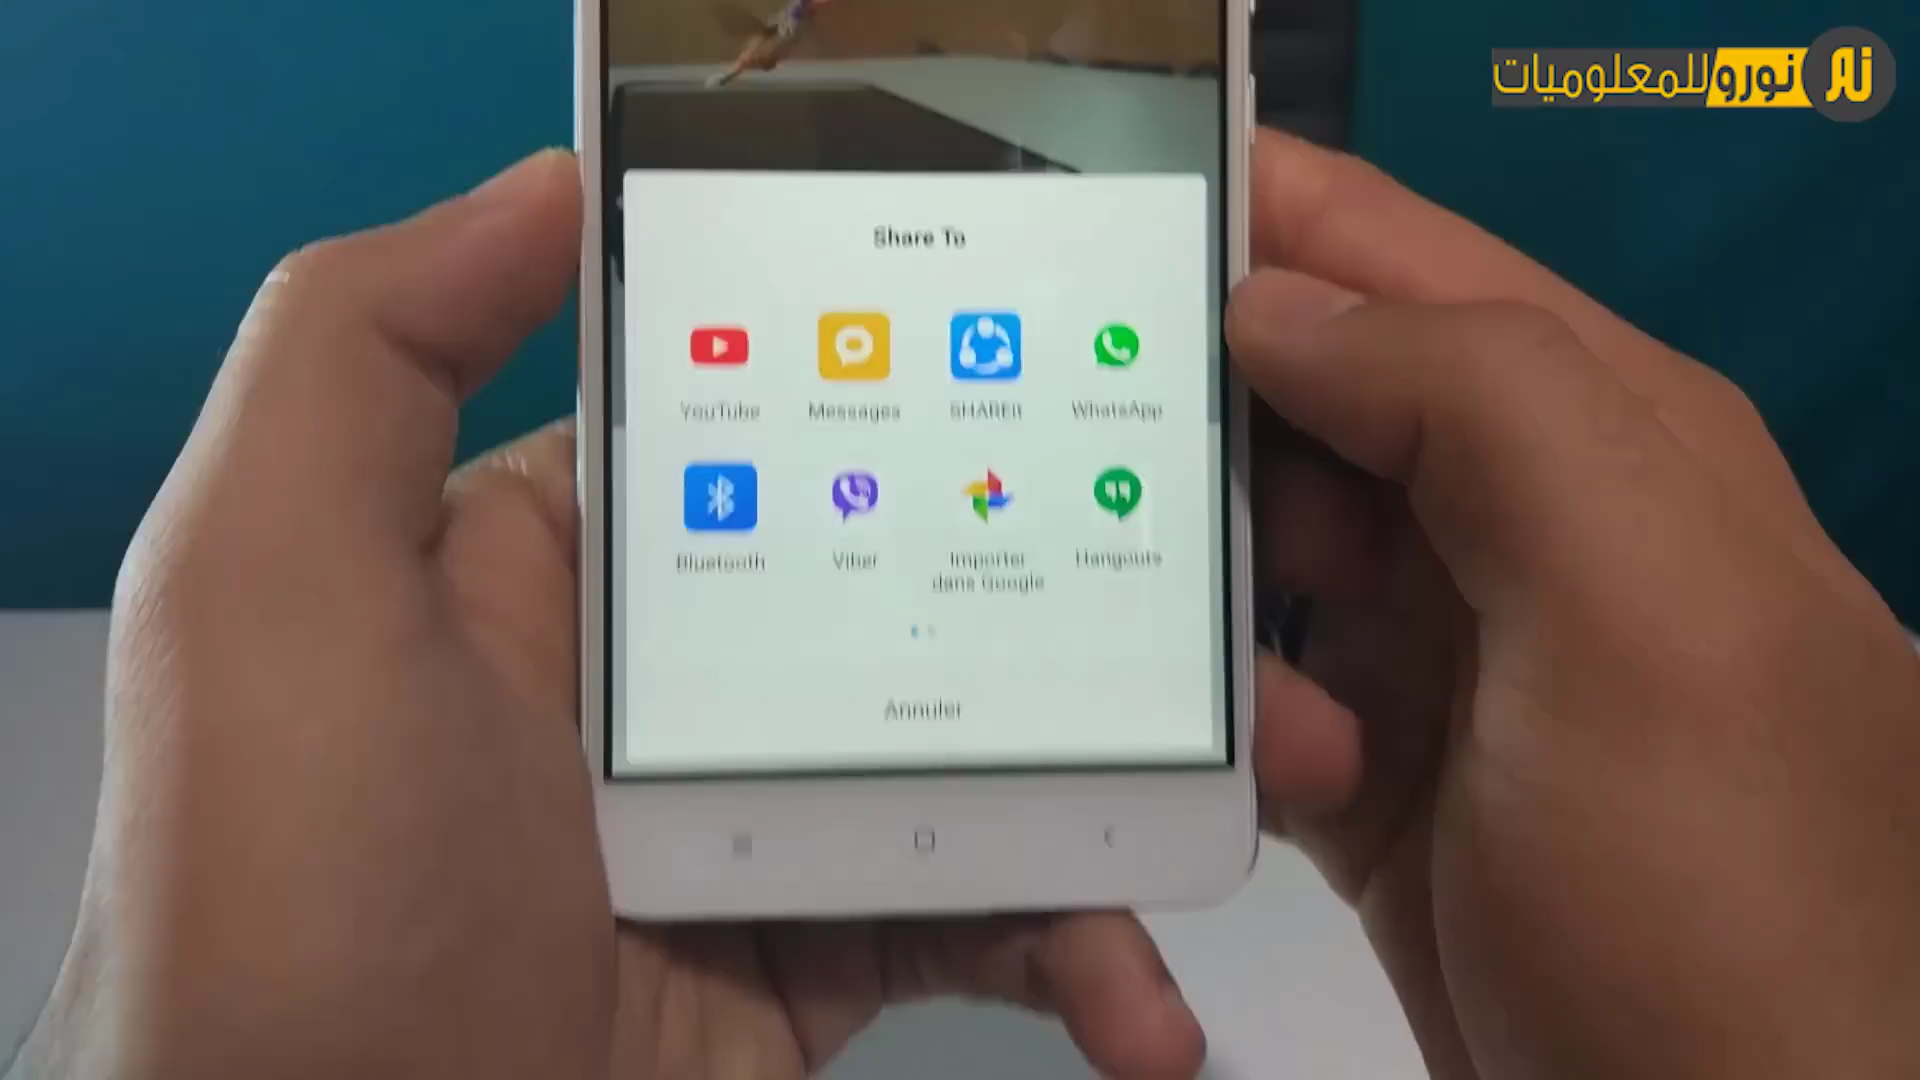 نورو للمعلوميات
Share To
YouTube
Messages
SHAREit
WhatsApp
Bluetooth
Viber
Importer
dans Google
Hangouts
Annuler